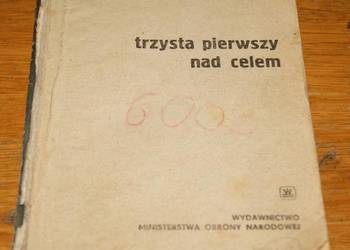 trzysta pierwszy
nad celem
600
WYDAWNICTWO
MINISTERSTWA OBRONY NARODOWEJ